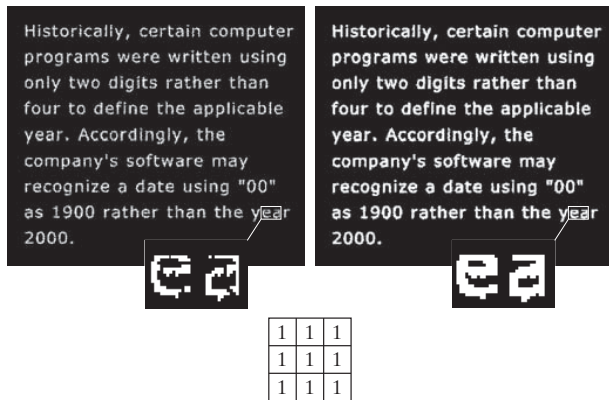 Historically, certain computer
programs were written using
only two digits rather than
four to define the applicable
year. Accordingly, the
company's software may
recognize a date using "00"
as 1900 rather than the year
2000.
e a
Historically, certain computer
programs were written using
only two digits rather than
four to define the applicable
year. Accordingly, the
company's software may
recognize a date using "00"
as 1900 rather than the year
2000.
e a
1 1 1
1 1 1
1 1 1